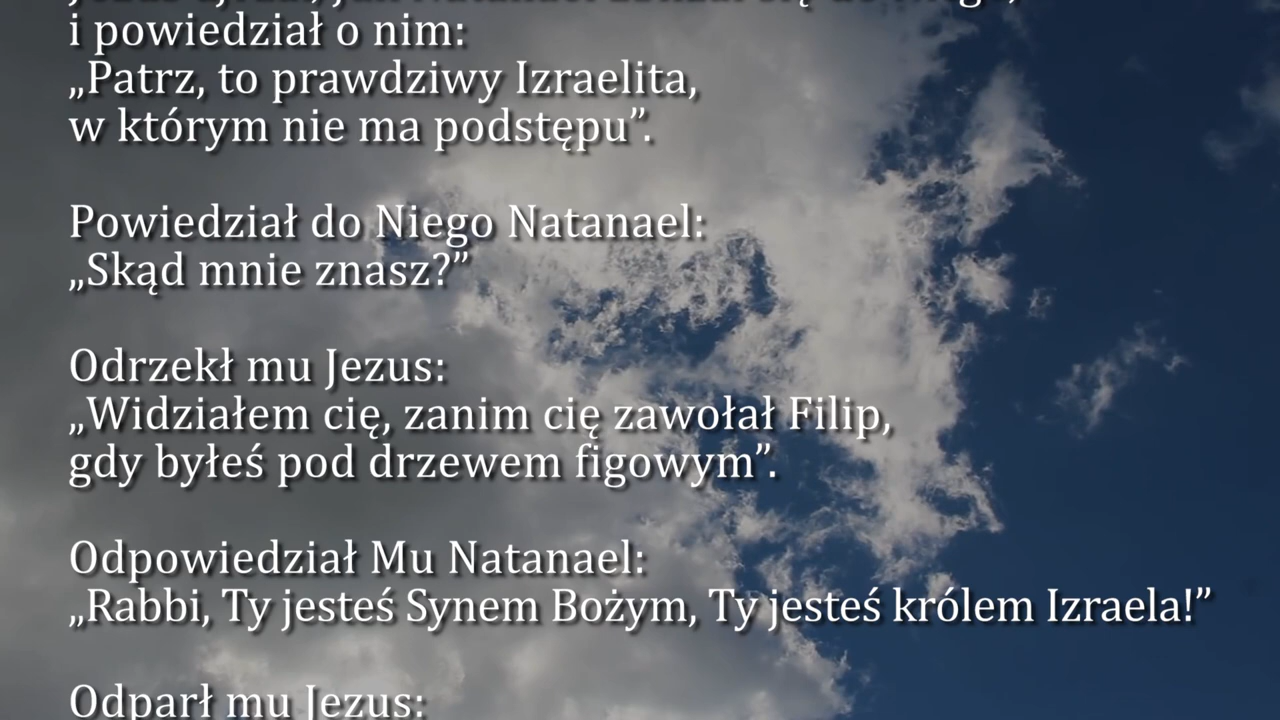 i powiedział o nim:
„Patrz, to prawdziwy Izraelita,
w którym nie ma podstępu”.
Powiedział do Niego Natanael:
„Skąd mnie znasz?”
Odrzekł mu Jezus:
„Widziałem cię, zanim cię zawołał Filip,
gdy byłeś pod drzewem figowym”.
Odpowiedział Mu Natanael:
„Rabbi, Ty jesteś Synem Bożym, Ty jesteś królem Izraela!”
Odparł mu Jezus: